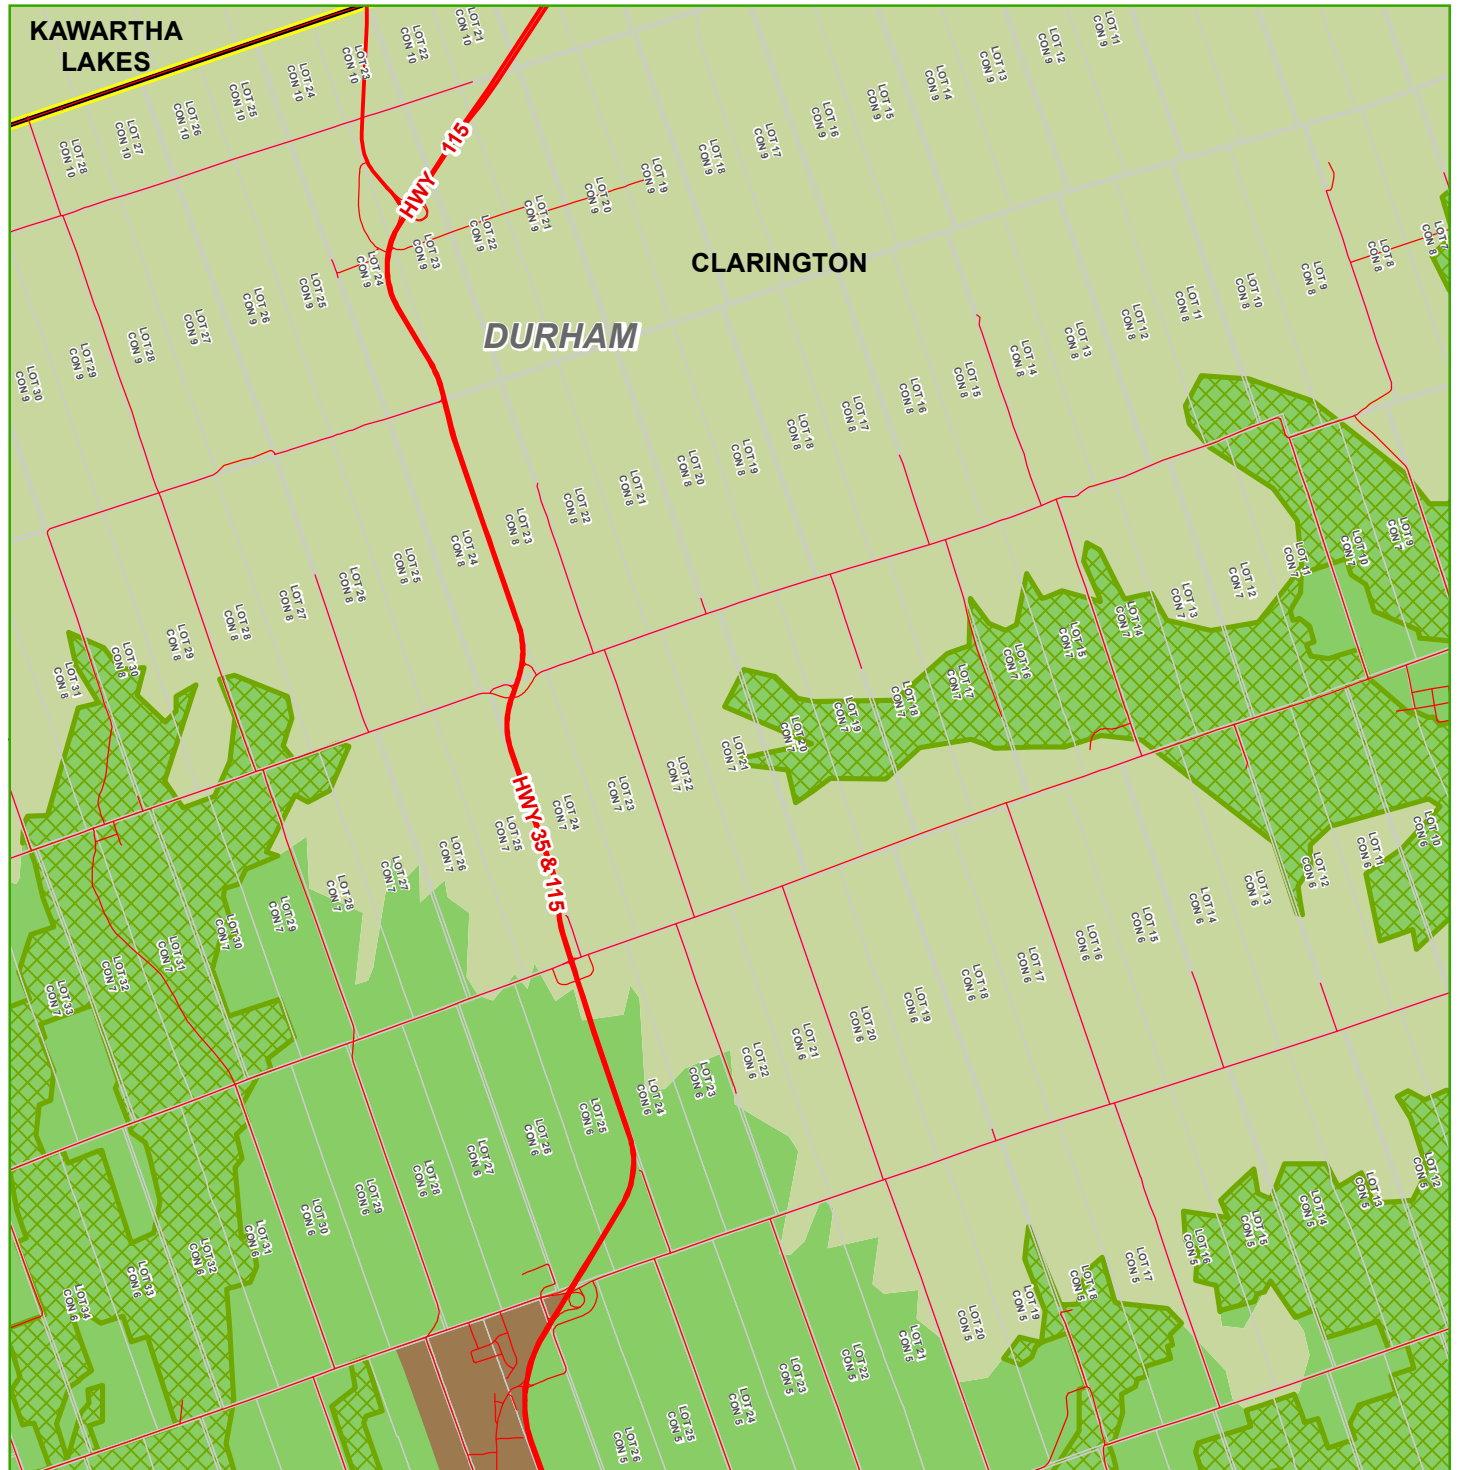 KAWARTHA
LAKES
LOT 21
CON 10
LOT 22
CON 10
LOT 23
CON 10
LOT 24
CON 10
LOT 25
CON 10
LOT 26
CON 10
LOT 27
CON 10
LOT 28
CON 10
HWY 115
LOT 11
CON 9
LOT 12
CON 9
LOT 13
CON 9
LOT 14
CON 9
LOT 15
CON 9
LOT 16
CON 9
LOT 17
CON 9
LOT 18
CON 9
LOT 19
CON 9
LOT 20
CON 9
LOT 21
CON 9
LOT 22
CON 9
LOT 23
CON 9
LOT 24
CON 9
LOT 25
CON 9
LOT 26
CON 9
LOT 27
CON 9
LOT 28
CON 9
LOT 29
CON 9
LOT 30
CON 9
CLARINGTON
DURHAM
LOT 7
CON 8
LOT 8
CON 8
LOT 9
CON 8
LOT 10
CON 8
LOT 11
CON 8
LOT 12
CON 8
LOT 13
CON 8
LOT 14
CON 8
LOT 15
CON 8
LOT 16
CON 8
LOT 17
CON 8
LOT 18
CON 8
LOT 19
CON 8
LOT 20
CON 8
LOT 21
CON 8
LOT 22
CON 8
LOT 23
CON 8
LOT 24
CON 8
LOT 25
CON 8
LOT 26
CON 8
LOT 27
CON 8
LOT 28
CON 8
LOT 29
CON 8
LOT 30
CON 8
LOT 31
CON 8
LOT 9
CON 7
LOT 10
CON 7
LOT 11
CON 7
LOT 12
CON 7
LOT 13
CON 7
LOT 14
CON 7
LOT 15
CON 7
LOT 16
CON 7
LOT 17
CON 7
LOT 18
CON 7
LOT 19
CON 7
LOT 20
CON 7
LOT 21
CON 7
LOT 22
CON 7
LOT 23
CON 7
LOT 24
CON 7
LOT 25
CON 7
HWY 35 & 115
LOT 26
CON 7
LOT 27
CON 7
LOT 28
CON 7
LOT 29
CON 7
LOT 30
CON 7
LOT 31
CON 7
LOT 32
CON 7
LOT 33
CON 7
LOT 10
CON 6
LOT 11
CON 6
LOT 12
CON 6
LOT 13
CON 6
LOT 14
CON 6
LOT 15
CON 6
LOT 16
CON 6
LOT 17
CON 6
LOT 18
CON 6
LOT 19
CON 6
LOT 20
CON 6
LOT 21
CON 6
LOT 22
CON 6
LOT 23
CON 6
LOT 24
CON 6
LOT 25
CON 6
LOT 26
CON 6
LOT 27
CON 6
LOT 28
CON 6
LOT 29
CON 6
LOT 30
CON 6
LOT 31
CON 6
LOT 32
CON 6
LOT 33
CON 6
LOT 34
CON 6
LOT 12
CON 5
LOT 13
CON 5
LOT 14
CON 5
LOT 15
CON 5
LOT 16
CON 5
LOT 17
CON 5
LOT 18
CON 5
LOT 19
CON 5
LOT 20
CON 5
LOT 21
CON 5
LOT 22
CON 5
LOT 23
CON 5
LOT 24
CON 5
LOT 25
CON 5
LOT 26
CON 5